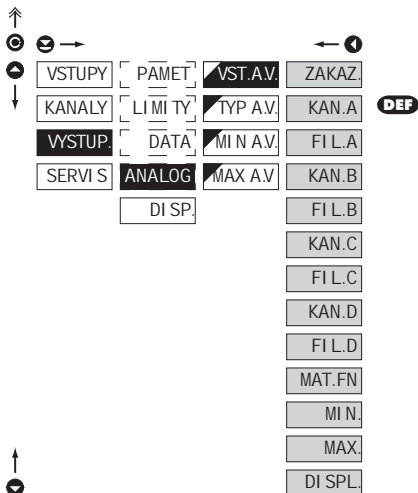 VSTUPY PAMET VST.A.V. ZAKAZ.
KANALY LIMITY TYP A.V. KAN.A DEF
VYSTUP. DATA MIN A.V. FIL.A
SERVIS ANALOG MAX A.V KAN.B
DISP. FIL.B
KAN.C
FIL.C
KAN.D
FIL.D
MAT.FN
MIN.
MAX.
DISPL.